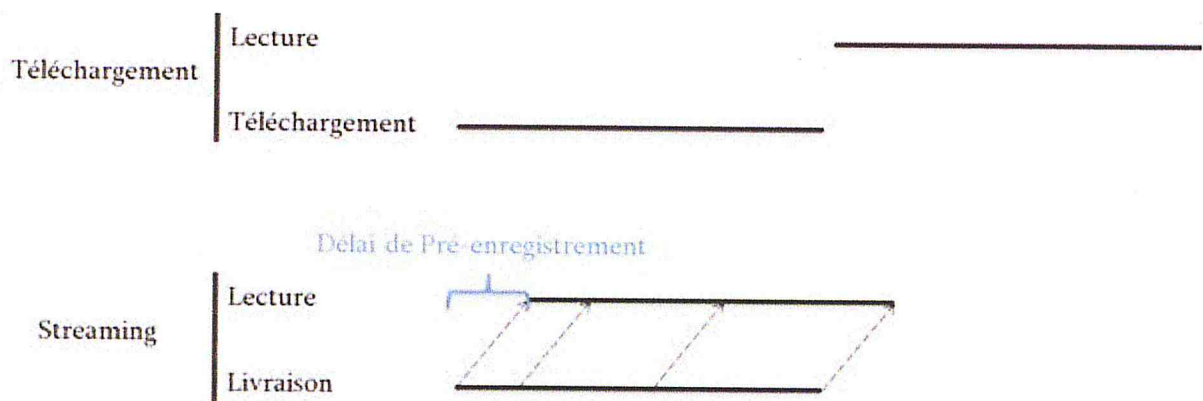 Lecture
Téléchargement
Téléchargement
Délai de Pré-enregistrement
Lecture
Streaming
Livraison